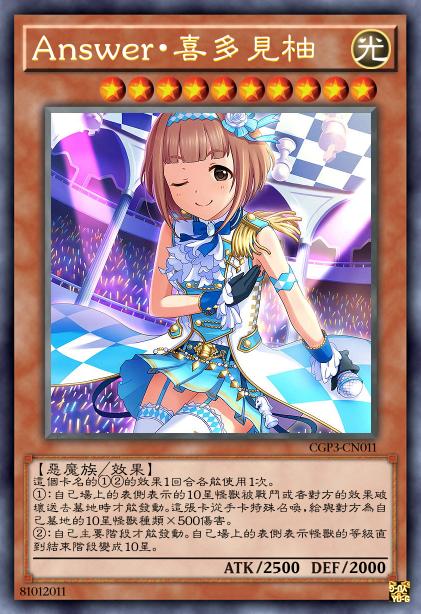 Answer・喜多見柚
光
CGP3-CN011
【惡魔族/效果】
這個卡名的①②的效果1回合各能使用1次。
①：自己場上的表側表示的10星怪獸被戰鬥或者對方的效果破
壞送去墓地時才能發動。這張卡從手卡特殊召喚，給與對方為自
己墓地的10星怪獸種類×500傷害。
②：自己主要階段才能發動。自己場上的表側表示怪獸的等級直
到結束階段變成10星。
ATK/2500 DEF/2000
81012011